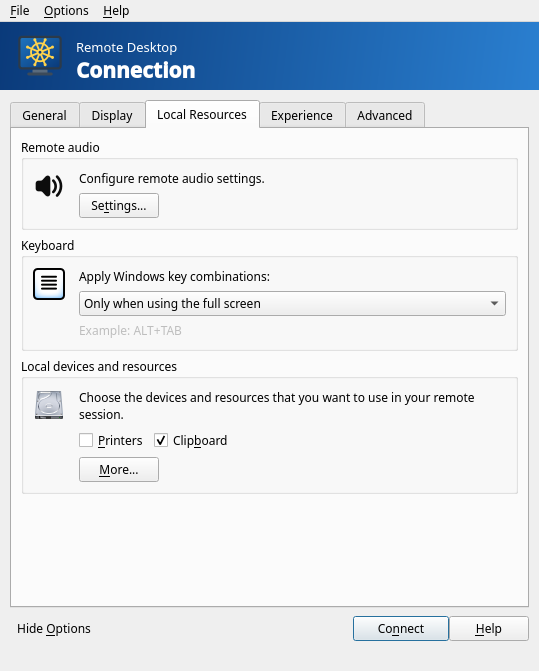 File Options Help
Remote Desktop
Connection
General Display Local Resources Experience Advanced
Remote audio
Configure remote audio settings.
Settings...
Keyboard
Apply Windows key combinations:
Only when using the full screen
Example: ALT+TAB
Local devices and resources
Choose the devices and resources that you want to use in your remote
session.
Printers Clipboard
More...
Hide Options Connect Help